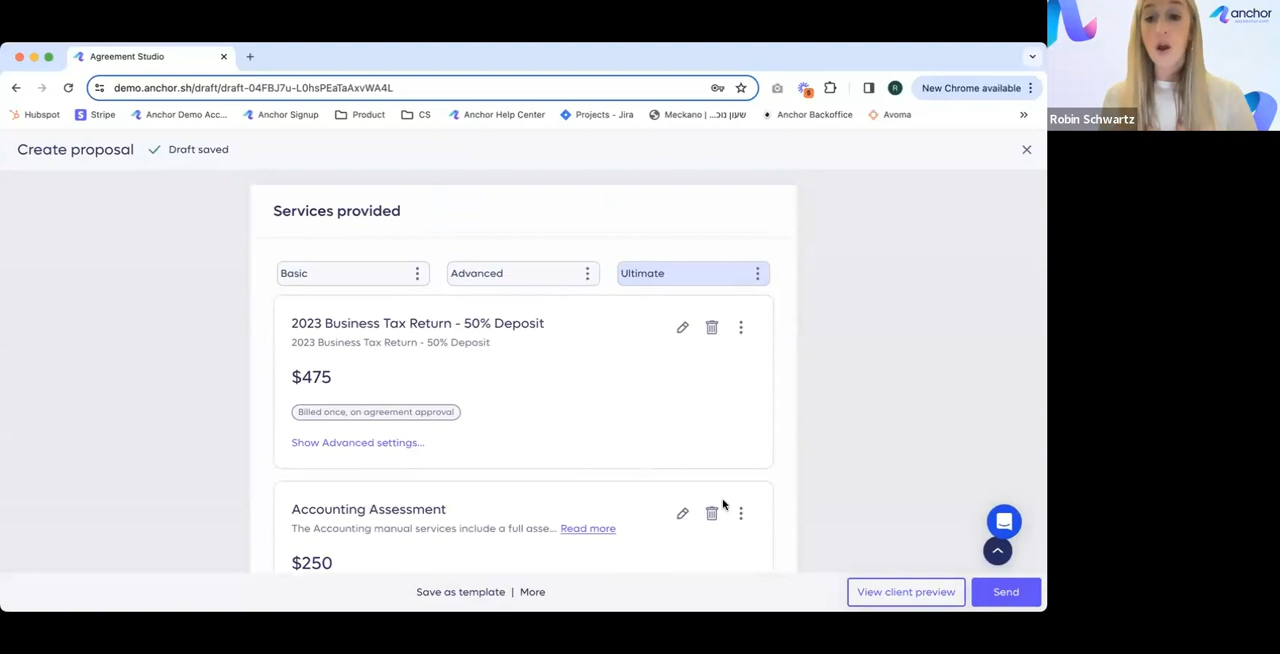 anchor
Agreement Studio
demo.anchor.sh/draft/draft-04FBJ7u-L0hsPEaTaAxvWA4L
6
R
New Chrome available
Hubspot
Stripe
Anchor Demo Acc...
Anchor Signup
Product
CS
Anchor Help Center
Projects - Jira
Meckano | ...שעון נוכ
Anchor Backoffice
Avoma
Robin Schwartz
Create proposal
Draft saved
Services provided
Basic
Advanced
Ultimate
2023 Business Tax Return - 50% Deposit
2023 Business Tax Return - 50% Deposit
$475
Billed once, on agreement approval
Show Advanced settings...
Accounting Assessment
The Accounting manual services include a full asse... Read more
$250
Save as template | More
View client preview
Send